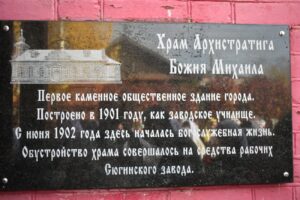 Храм Архистратига
Божия Михаила
Первое каменное общественное здание города.
Построено в 1901 году, как заводское училище.
С июня 1902 года здесь началась богослужебная жизнь.
Обустройство храма совершалось на средства рабочих
Сюгинского завода.